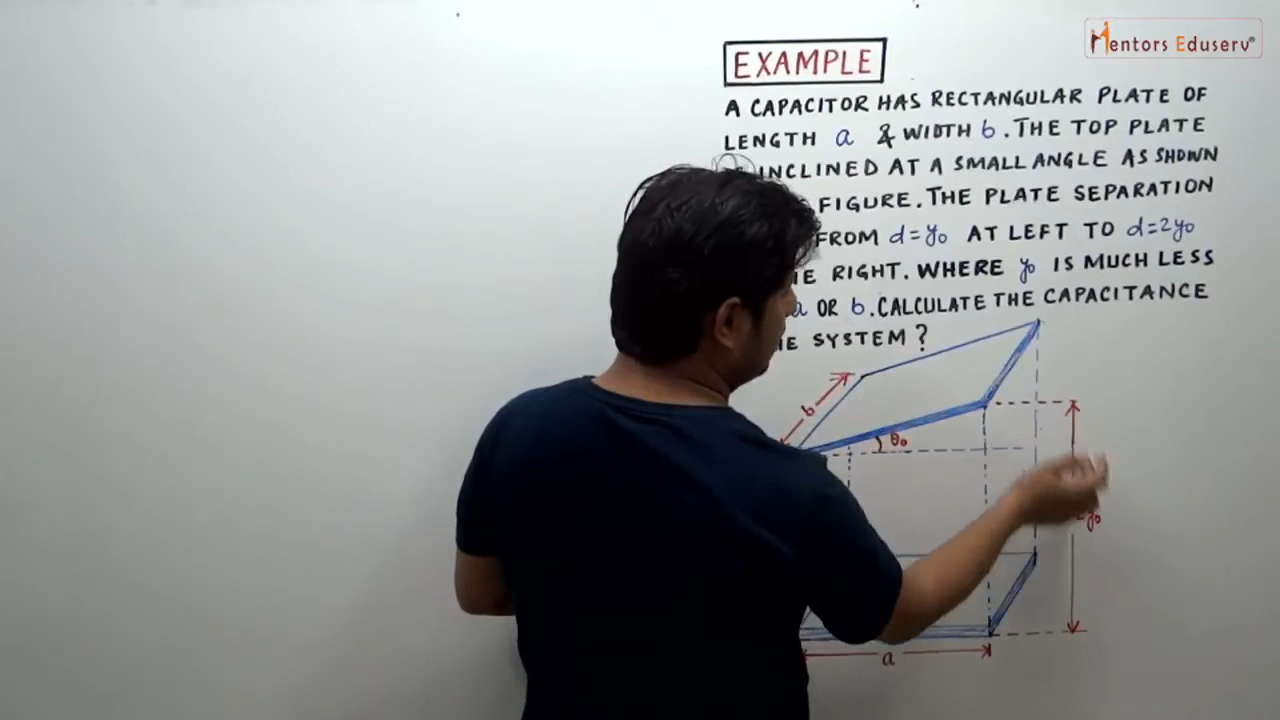 Mentors Eduserv®
EXAMPLE
A CAPACITOR HAS RECTANGULAR PLATE OF
LENGTH a & WIDTH b. THE TOP PLATE
INCLINED AT A SMALL ANGLE AS SHOWN
FIGURE. THE PLATE SEPARATION
FROM d=y₀ AT LEFT TO d=2y₀
RIGHT. WHERE y₀ IS MUCH LESS
a OR b. CALCULATE THE CAPACITANCE
SYSTEM?
b
θ₀
y₀
a